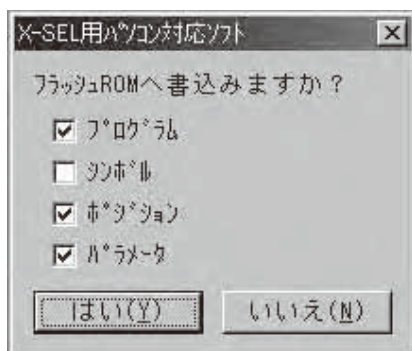 X-SEL用ﾊﾟｿｺﾝ対応ｿﾌﾄ
ﾌﾗｯｼｭROMへ書込みますか？
ﾌﾟﾛｸﾞﾗﾑ
ｼﾝﾎﾞﾙ
ﾎﾟｼﾞｼｮﾝ
ﾊﾟﾗﾒｰﾀ
はい(Y) いいえ(N)